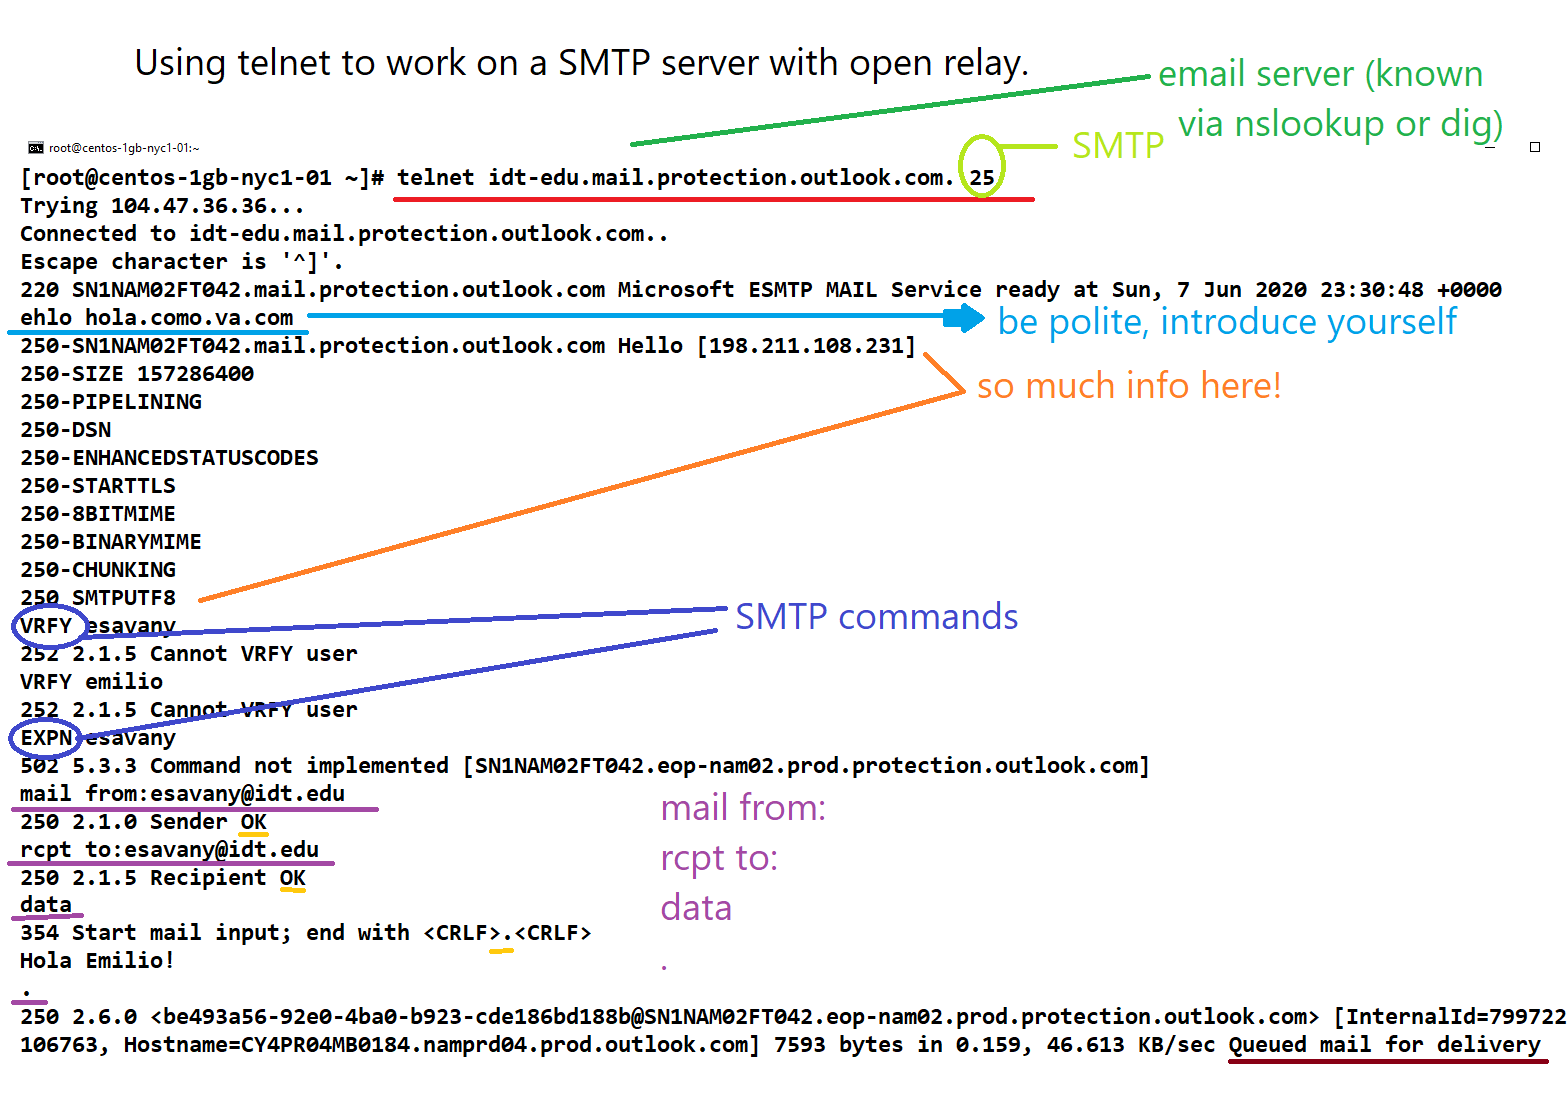 Using telnet to work on a SMTP server with open relay.
email server (known
via nslookup or dig)
SMTP
root@centos-1gb-nyc1-01:~
[root@centos-1gb-nyc1-01 ~]# telnet idt-edu.mail.protection.outlook.com. 25
Trying 104.47.36.36...
Connected to idt-edu.mail.protection.outlook.com..
Escape character is '^]'.
220 SN1NAM02FT042.mail.protection.outlook.com Microsoft ESMTP MAIL Service ready at Sun, 7 Jun 2020 23:30:48 +0000
ehlo hola.como.va.com
be polite, introduce yourself
250-SN1NAM02FT042.mail.protection.outlook.com Hello [198.211.108.231]
250-SIZE 157286400
so much info here!
250-PIPELINING
250-DSN
250-ENHANCEDSTATUSCODES
250-STARTTLS
250-8BITMIME
250-BINARYMIME
250-CHUNKING
250 SMTPUTF8
VRFY esavany
SMTP commands
252 2.1.5 Cannot VRFY user
VRFY emilio
252 2.1.5 Cannot VRFY user
EXPN esavany
502 5.3.3 Command not implemented [SN1NAM02FT042.eop-nam02.prod.protection.outlook.com]
mail from:esavany@idt.edu
250 2.1.0 Sender OK
rcpt to:esavany@idt.edu
250 2.1.5 Recipient OK
data
354 Start mail input; end with <CRLF>.<CRLF>
Hola Emilio!
.
mail from:
rcpt to:
data
.
250 2.6.0 <be493a56-92e0-4ba0-b923-cde186bd188b@SN1NAM02FT042.eop-nam02.prod.protection.outlook.com> [InternalId=799722
106763, Hostname=CY4PR04MB0184.namprd04.prod.outlook.com] 7593 bytes in 0.159, 46.613 KB/sec Queued mail for delivery